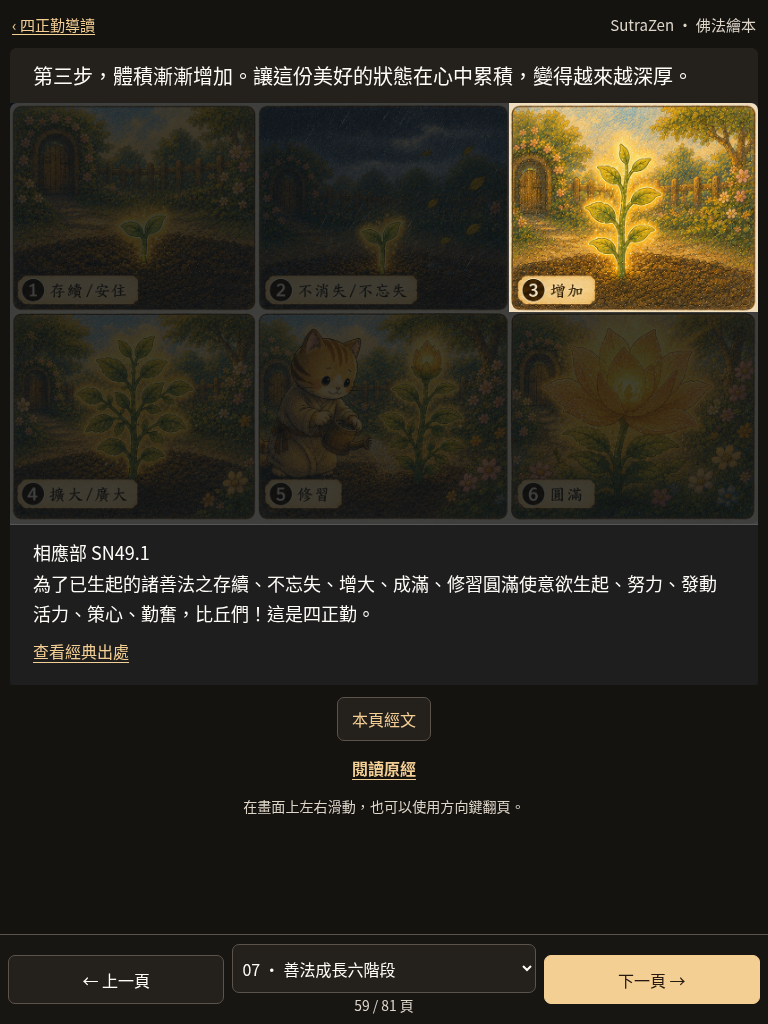 ‹ 四正勤導讀
SutraZen · 佛法繪本
第三步，體積漸漸增加。讓這份美好的狀態在心中累積，變得越來越深厚。
1 存續/安住
2 不消失/不忘失
3 增加
4 擴大/廣大
5 修習
6 圓滿
相應部 SN49.1
為了已生起的諸善法之存續、不忘失、增大、成滿、修習圓滿使意欲生起、努力、發動
活力、策心、勤奮，比丘們！這是四正勤。
查看經典出處
本頁經文
閱讀原經
在畫面上左右滑動，也可以使用方向鍵翻頁。
← 上一頁
07 · 善法成長六階段
下一頁 →
59 / 81 頁